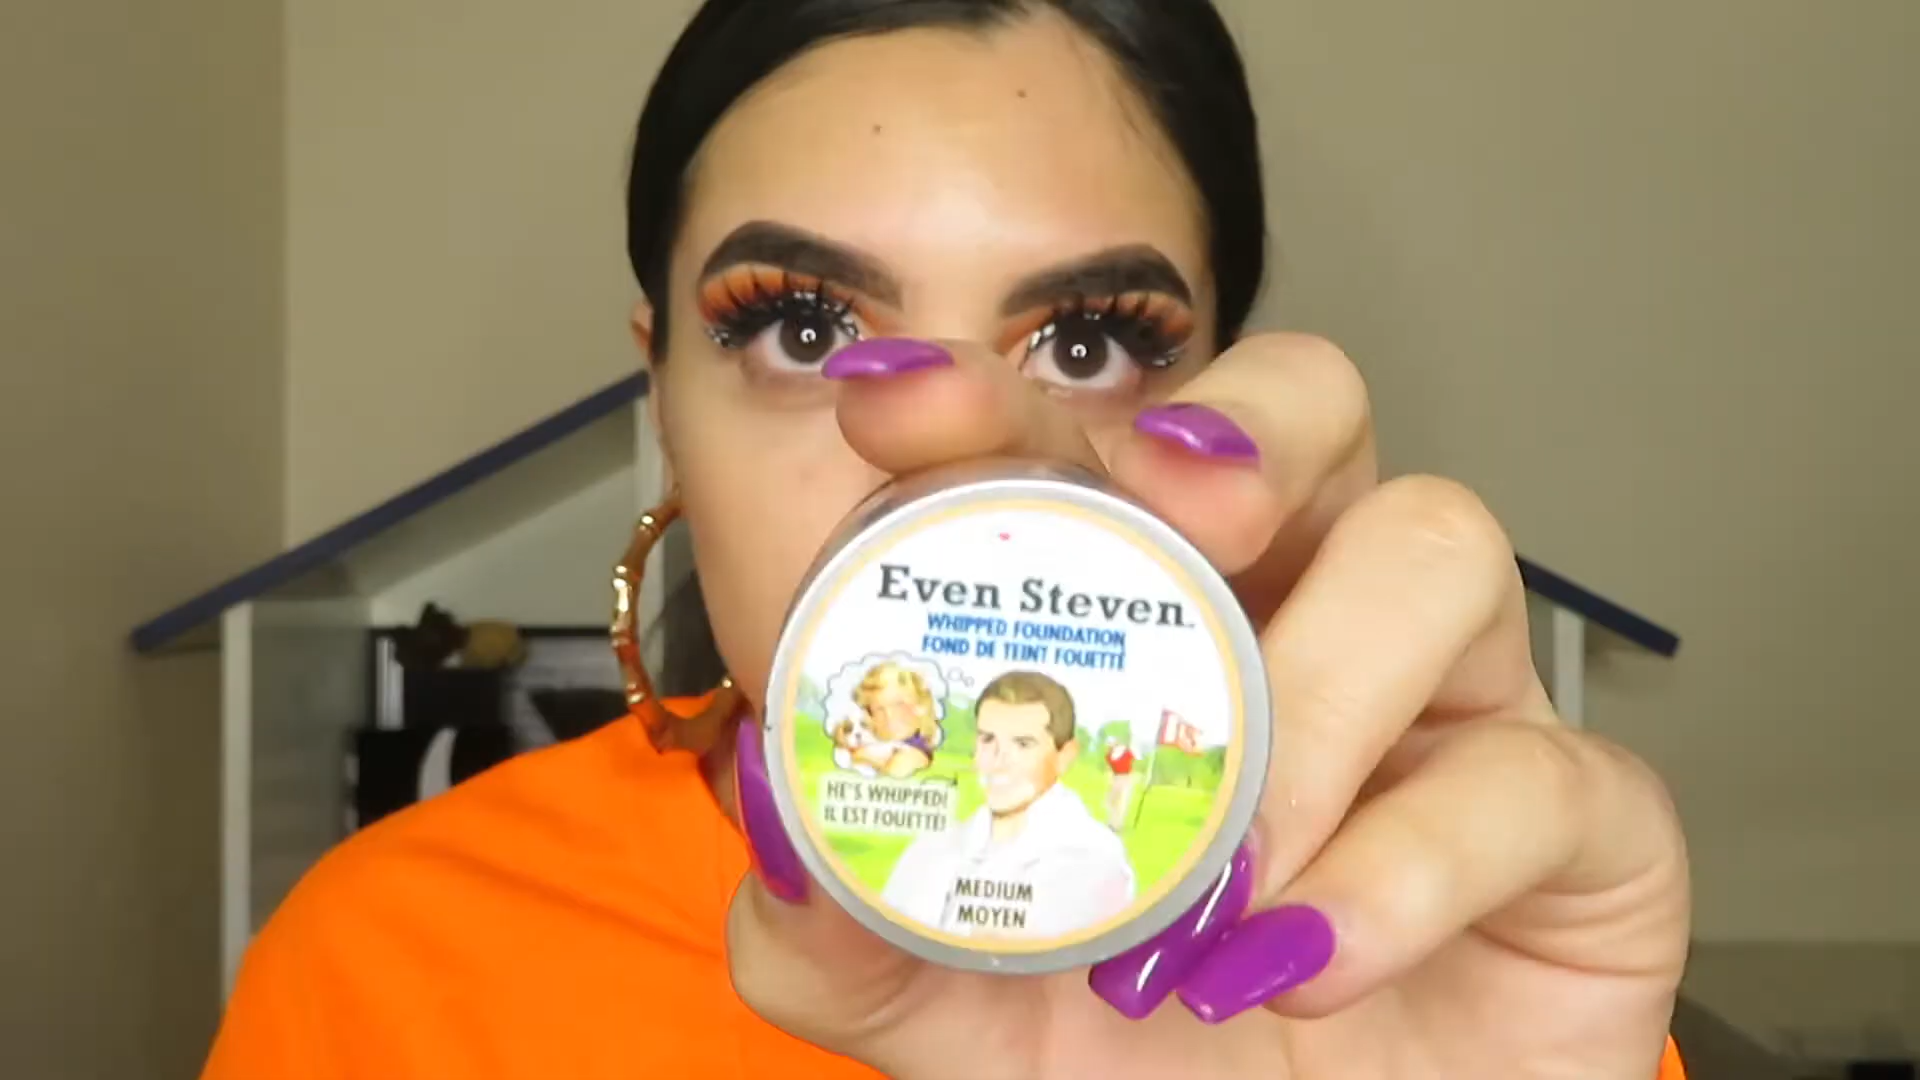 Even Steven.
WHIPPED FOUNDATION
FOND DE TEINT FOUETTÉ
HE'S WHIPPED!
IL EST FOUETTÉ!
MEDIUM
MOYEN